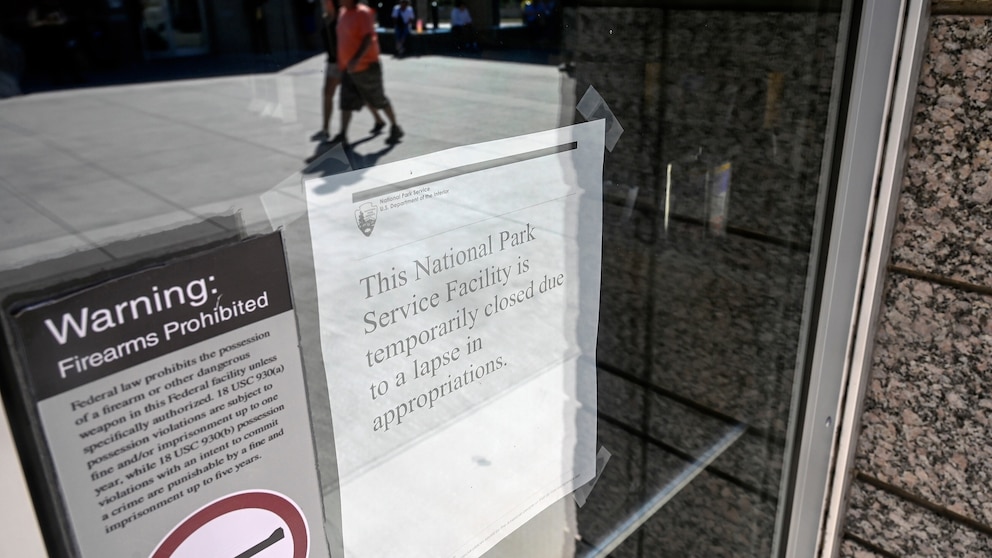 Warning:
Firearms Prohibited
Federal law prohibits the possession
of a firearm or other dangerous
weapon in this Federal facility unless
specifically authorized. 18 USC 930(a)
possession violations are subject to
fine and/or imprisonment up to one
year, while 18 USC 930(b) possession
violations with an intent to commit
a crime are punishable by a fine and
imprisonment up to five years.
National Park Service
U.S. Department of the Interior
This National Park
Service Facility is
temporarily closed due
to a lapse in
appropriations.